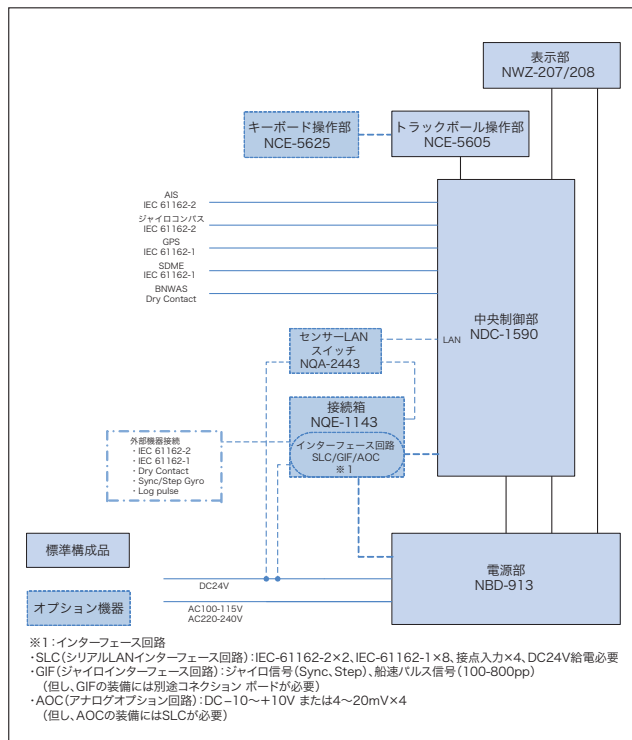 表示部
NWZ-207/208
キーボード操作部
NCE-5625
トラックボール操作部
NCE-5605
AIS
IEC 61162-2
ジャイロコンパス
IEC 61162-2
GPS
IEC 61162-1
SDME
IEC 61162-1
BNWAS
Dry Contact
中央制御部
NDC-1590
LAN
センサーLAN
スイッチ
NQA-2443
接続箱
NQE-1143
インターフェース回路
SLC/GIF/AOC
※1
外部機器接続
・IEC 61162-2
・IEC 61162-1
・Dry Contact
・Sync/Step Gyro
・Log pulse
標準構成品
オプション機器
DC24V
AC100-115V
AC220-240V
電源部
NBD-913
※1:インターフェース回路
・SLC(シリアルLANインターフェース回路):IEC-61162-2×2、IEC-61162-1×8、接点入力×4、DC24V給電必要
・GIF(ジャイロインターフェース回路):ジャイロ信号(Sync、Step)、船速パルス信号(100-800pp)
(但し、GIFの装備には別途コネクション ボードが必要)
・AOC(アナログオプション回路):DC−10〜+10V または4〜20mV×4
(但し、AOCの装備にはSLCが必要)